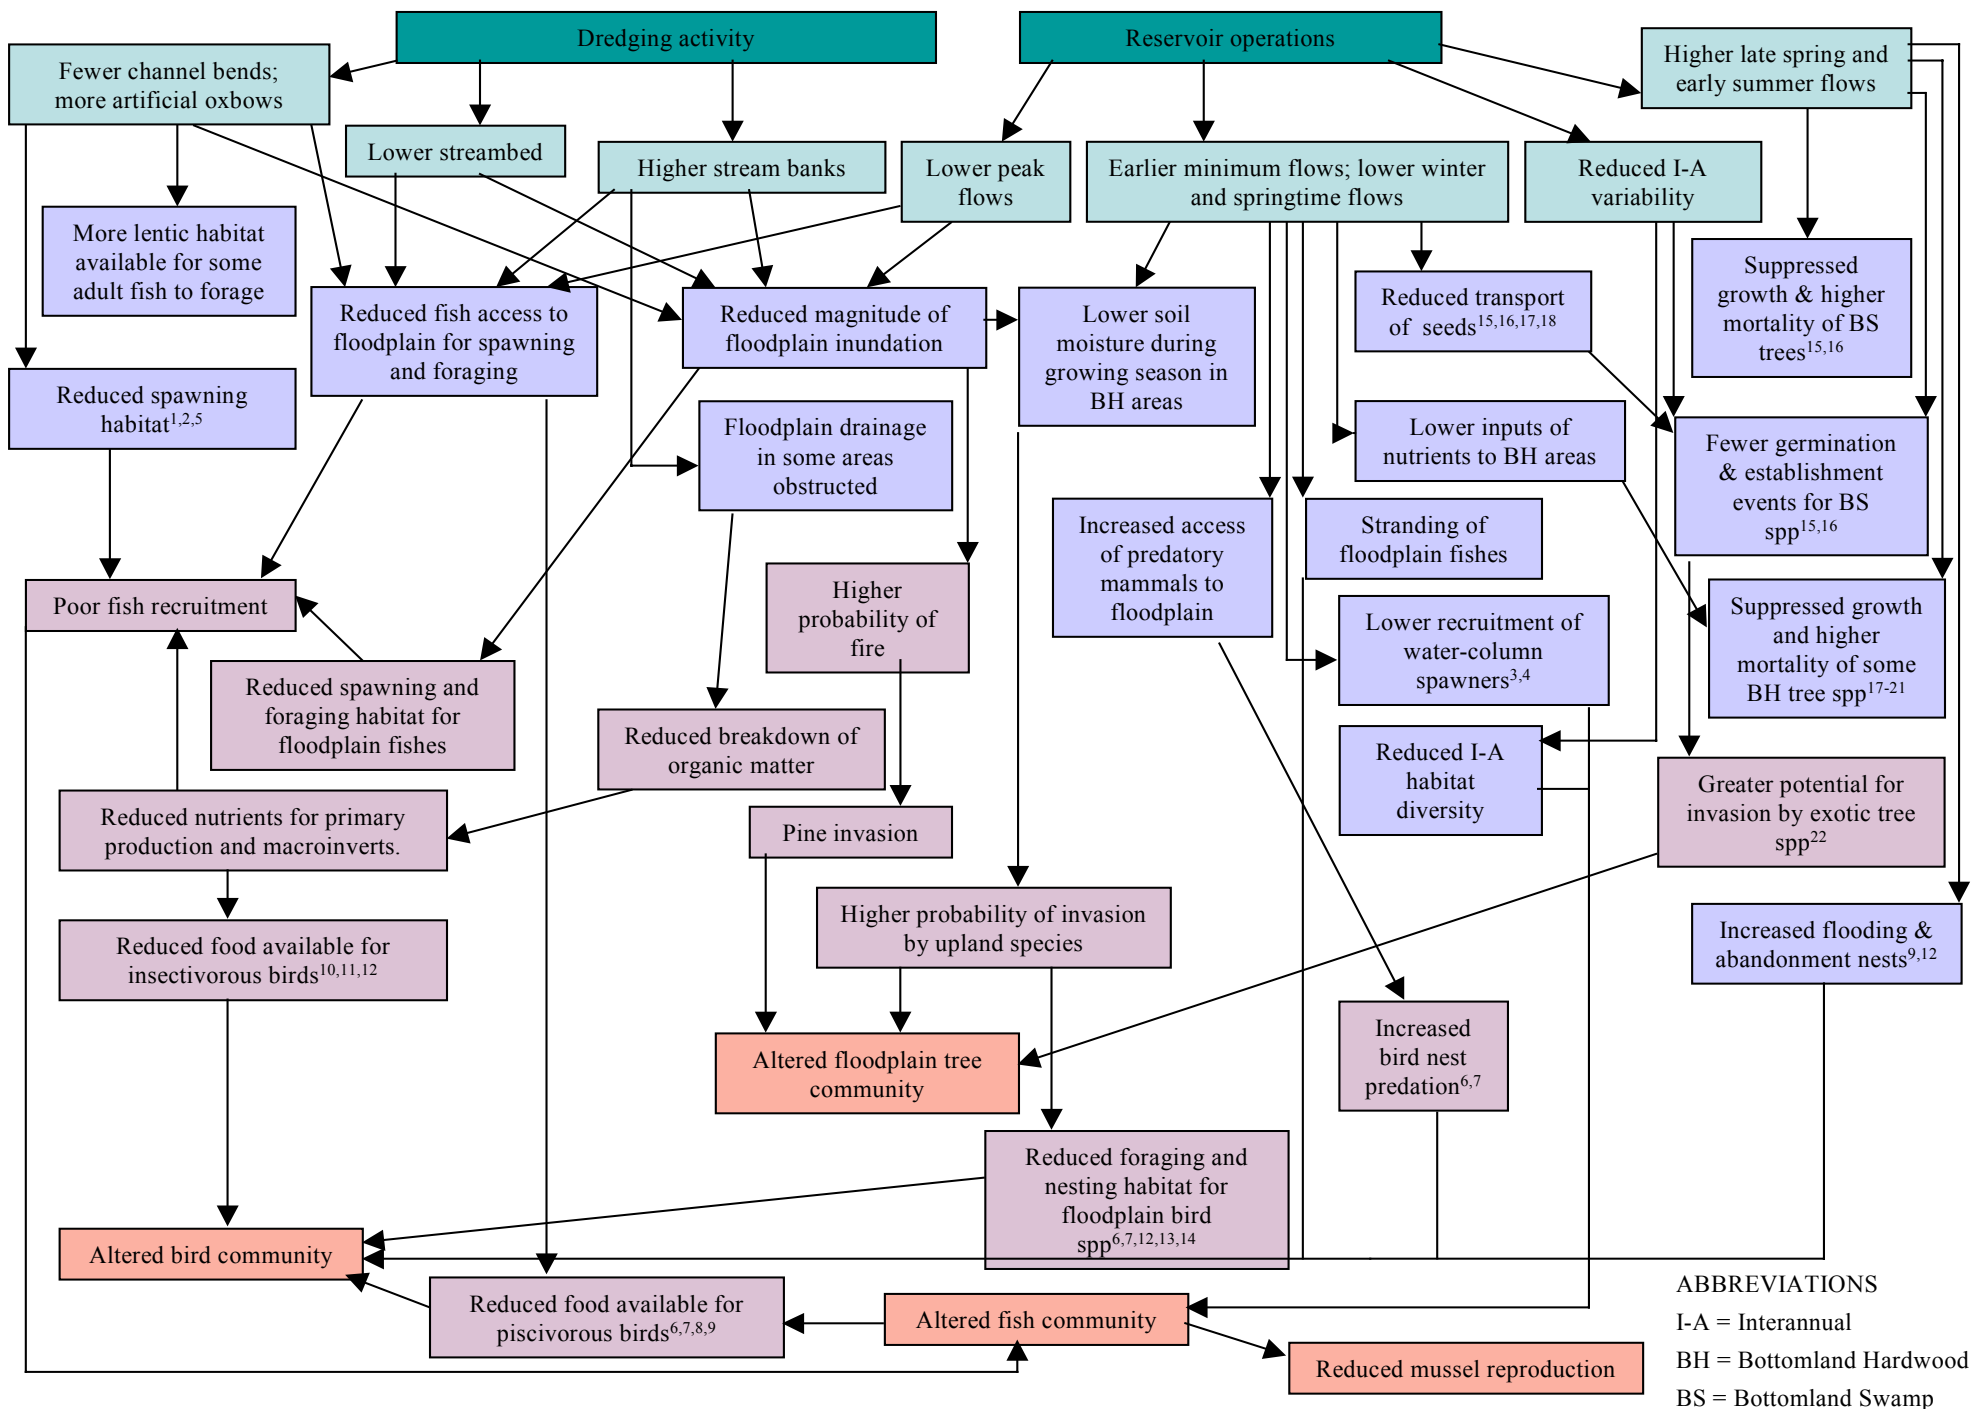 Dredging activity
Reservoir operations
Fewer channel bends;
more artificial oxbows
Higher late spring and
early summer flows
Lower streambed
Higher stream banks
Lower peak
flows
Earlier minimum flows; lower winter
and springtime flows
Reduced I-A
variability
More lentic habitat
available for some
adult fish to forage
Suppressed
growth & higher
mortality of BS
trees15,16
Reduced fish access to
floodplain for spawning
and foraging
Reduced magnitude of
floodplain inundation
Lower soil
moisture during
growing season in
BH areas
Reduced transport
of seeds15,16,17,18
Reduced spawning
habitat1,2,5
Floodplain drainage
in some areas
obstructed
Lower inputs of
nutrients to BH areas
Fewer germination
& establishment
events for BS
spp15,16
Increased access
of predatory
mammals to
floodplain
Stranding of
floodplain fishes
Poor fish recruitment
Higher
probability of
fire
Lower recruitment of
water-column
spawners3,4
Suppressed growth
and higher
mortality of some
BH tree spp17-21
Reduced spawning and
foraging habitat for
floodplain fishes
Reduced breakdown of
organic matter
Reduced I-A
habitat
diversity
Greater potential for
invasion by exotic tree
spp22
Reduced nutrients for primary
production and macroinverts.
Pine invasion
Higher probability of invasion
by upland species
Reduced food available for
insectivorous birds10,11,12
Increased flooding &
abandonment nests9,12
Altered floodplain tree
community
Increased
bird nest
predation6,7
Reduced foraging and
nesting habitat for
floodplain bird
spp6,7,12,13,14
Altered bird community
Reduced food available for
piscivorous birds6,7,8,9
Altered fish community
Reduced mussel reproduction
ABBREVIATIONS
I-A = Interannual
BH = Bottomland Hardwood
BS = Bottomland Swamp